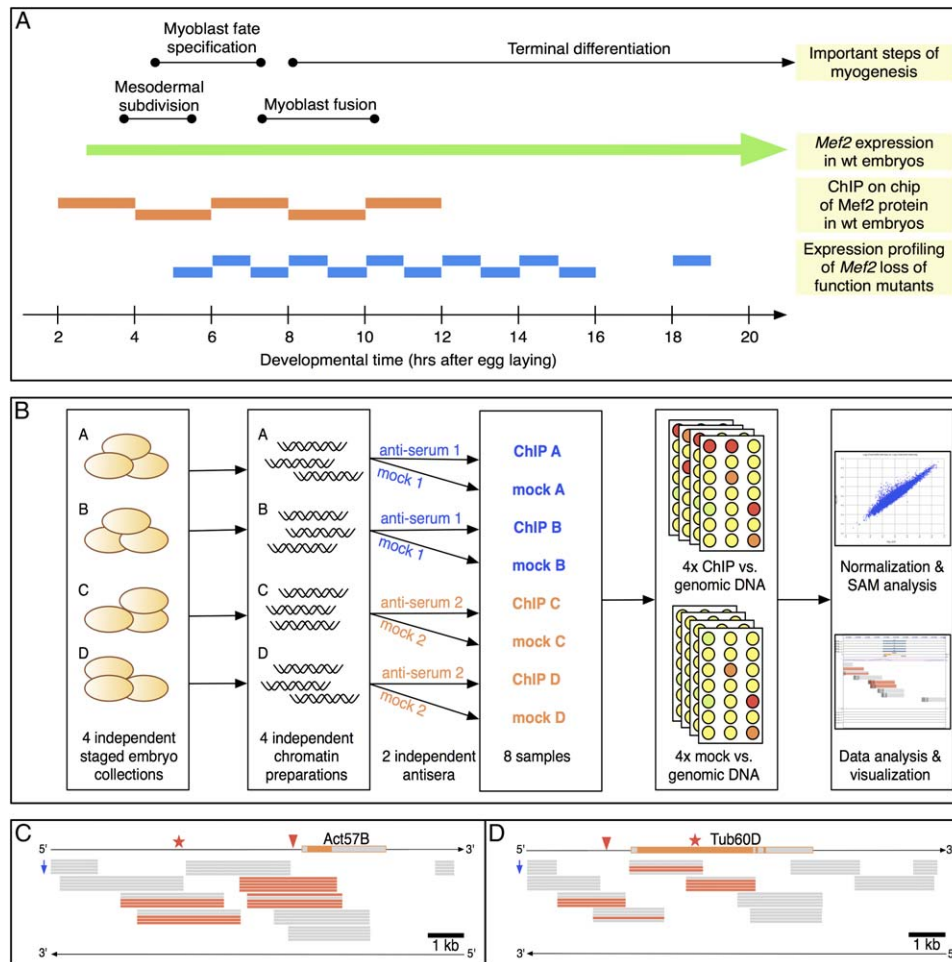 A
Myoblast fate
specification
Terminal differentiation
Important steps of
myogenesis
Mesodermal
subdivision
Myoblast fusion
Mef2 expression
in wt embryos
ChIP on chip
of Mef2 protein
in wt embryos
Expression profiling
of Mef2 loss of
function mutants
2 4 6 8 10 12 14 16 18 20
Developmental time (hrs after egg laying)
B
A
B
C
D
4 independent
staged embryo
collections
A
B
C
D
4 independent
chromatin
preparations
anti-serum 1
mock 1
anti-serum 1
mock 1
anti-serum 2
mock 2
anti-serum 2
mock 2
2 independent
antisera
ChIP A
mock A
ChIP B
mock B
ChIP C
mock C
ChIP D
mock D
8 samples
4x ChIP vs.
genomic DNA
4x mock vs.
genomic DNA
Normalization &
SAM analysis
Data analysis &
visualization
C
Act57B
5' 3'
1 kb
3' 5'
D
Tub60D
5' 3'
1 kb
3' 5'